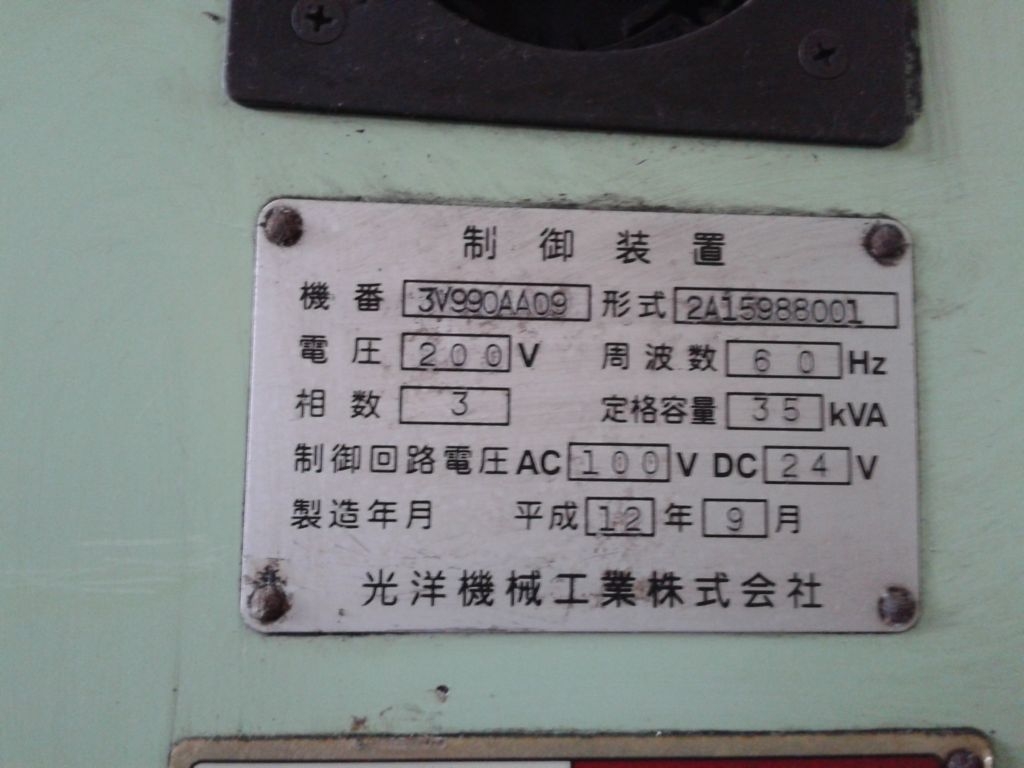 制御装置
機番 3V990AA09 形式 2A15988001
電圧 200 V 周波数 60 Hz
相数 3 定格容量 35 kVA
制御回路電圧 AC 100 V DC 24 V
製造年月 平成 12 年 9 月
光洋機械工業株式会社